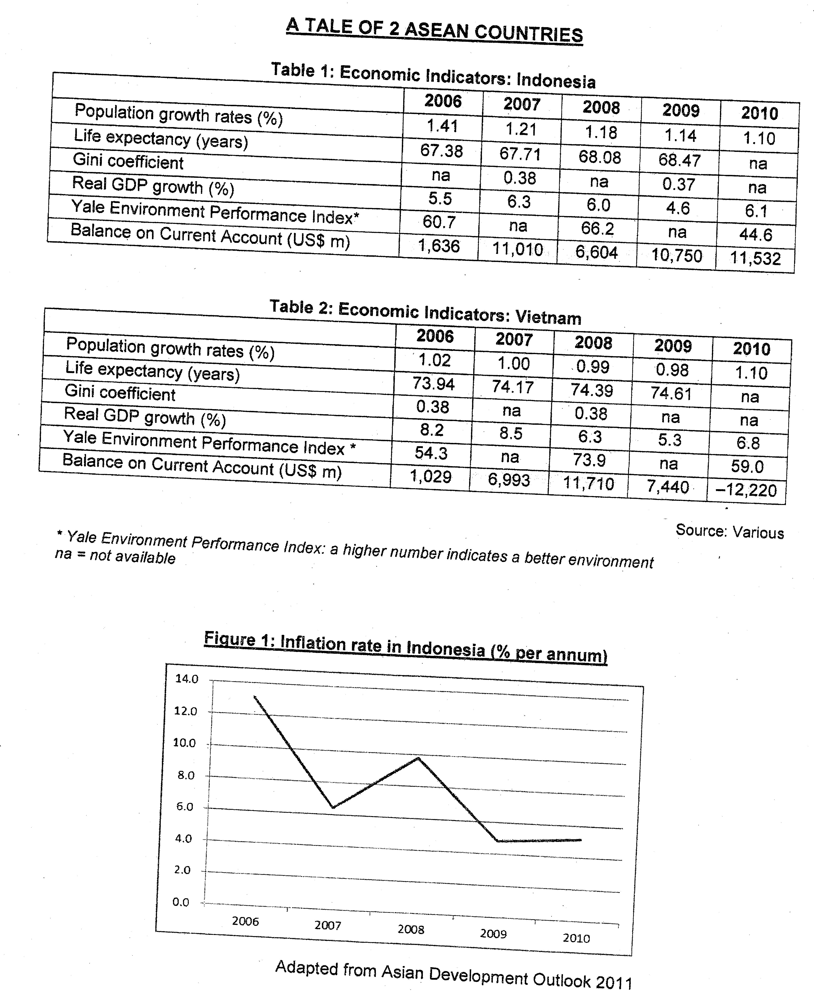 A TALE OF 2 ASEAN COUNTRIES
Table 1: Economic Indicators: Indonesia
2006 2007 2008 2009 2010
Population growth rates (%) 1.41 1.21 1.18 1.14 1.10
Life expectancy (years) 67.38 67.71 68.08 68.47 na
Gini coefficient na 0.38 na 0.37 na
Real GDP growth (%) 5.5 6.3 6.0 4.6 6.1
Yale Environment Performance Index* 60.7 na 66.2 na 44.6
Balance on Current Account (US$ m) 1,636 11,010 6,604 10,750 11,532
Table 2: Economic Indicators: Vietnam
2006 2007 2008 2009 2010
Population growth rates (%) 1.02 1.00 0.99 0.98 1.10
Life expectancy (years) 73.94 74.17 74.39 74.61 na
Gini coefficient 0.38 na 0.38 na na
Real GDP growth (%) 8.2 8.5 6.3 5.3 6.8
Yale Environment Performance Index * 54.3 na 73.9 na 59.0
Balance on Current Account (US$ m) 1,029 6,993 11,710 7,440 –12,220
Source: Various
* Yale Environment Performance Index: a higher number indicates a better environment
na = not available
Figure 1: Inflation rate in Indonesia (% per annum)
14.0
12.0
10.0
8.0
6.0
4.0
2.0
0.0
2006 2007 2008 2009 2010
Adapted from Asian Development Outlook 2011